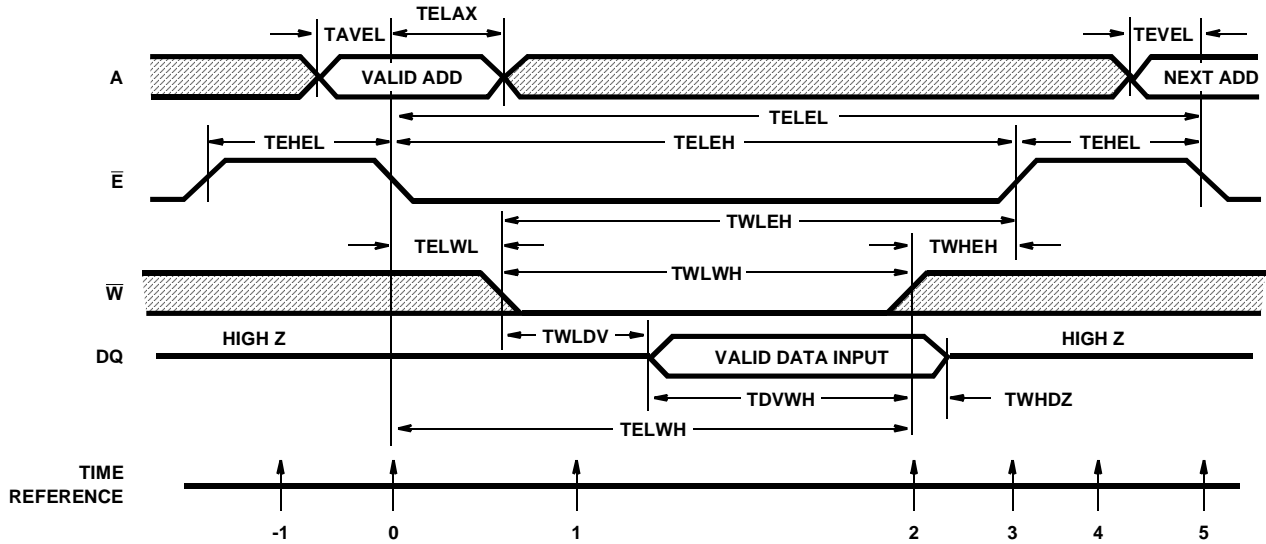 TELAX
TAVEL
TEVEL
A
VALID ADD
NEXT ADD
TELEL
TEHEL
TELEH
TEHEL
E
TWLEH
TELWL
TWHEH
TWLWH
W
HIGH Z
TWLDV
HIGH Z
DQ
VALID DATA INPUT
TDVWH
TWHDZ
TELWH
TIME
REFERENCE
-1 0 1 2 3 4 5